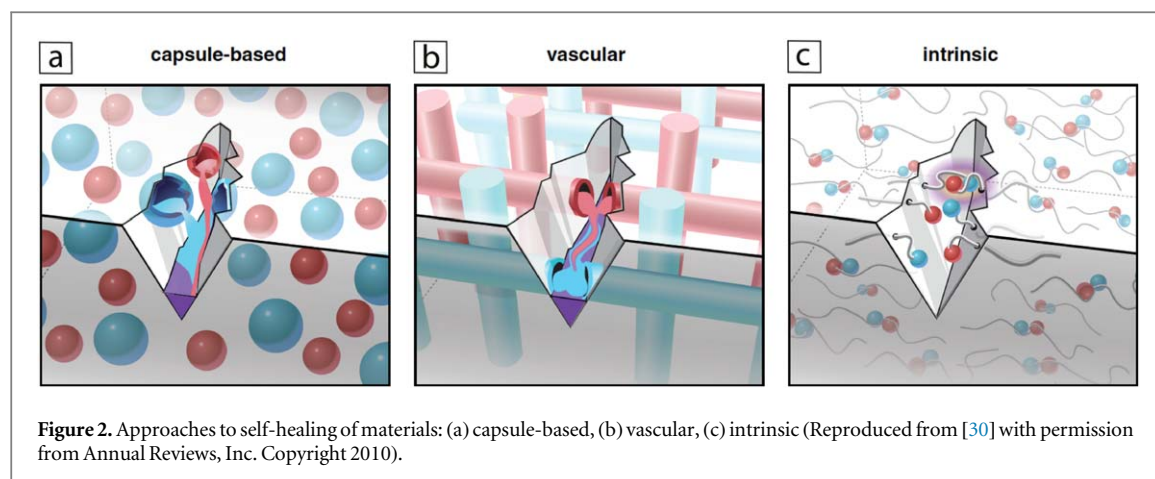 a capsule-based
b vascular
c intrinsic
Figure 2. Approaches to self-healing of materials: (a) capsule-based, (b) vascular, (c) intrinsic (Reproduced from [30] with permission
from Annual Reviews, Inc. Copyright 2010).